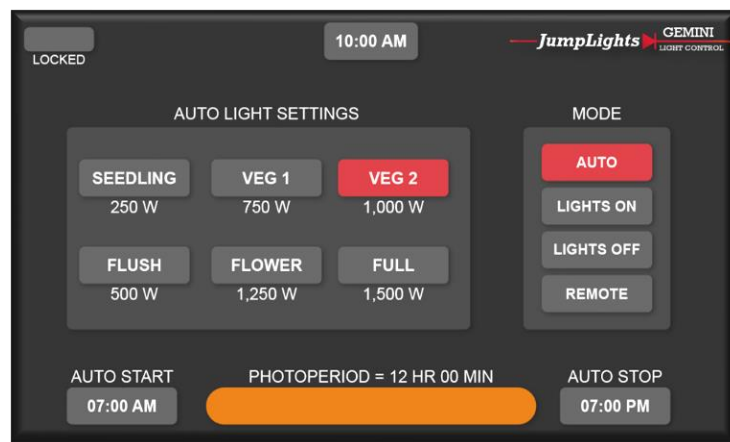 LOCKED
10:00 AM
JumpLights
GEMINI
LIGHT CONTROL
AUTO LIGHT SETTINGS
MODE
SEEDLING
VEG 1
VEG 2
250 W
750 W
1,000 W
FLUSH
FLOWER
FULL
500 W
1,250 W
1,500 W
AUTO
LIGHTS ON
LIGHTS OFF
REMOTE
AUTO START
07:00 AM
PHOTOPERIOD = 12 HR 00 MIN
AUTO STOP
07:00 PM